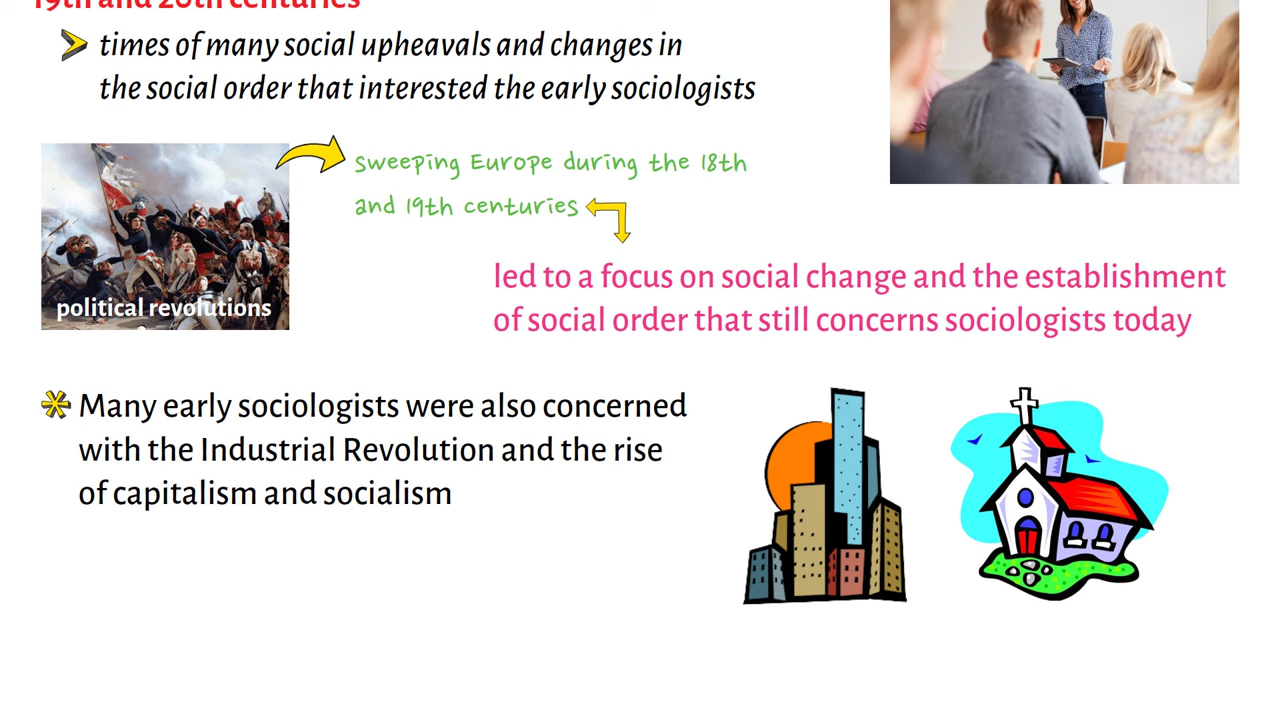 19th and 20th centuries
times of many social upheavals and changes in
the social order that interested the early sociologists
sweeping Europe during the 18th
and 19th centuries
political revolutions
led to a focus on social change and the establishment
of social order that still concerns sociologists today
Many early sociologists were also concerned
with the Industrial Revolution and the rise
of capitalism and socialism